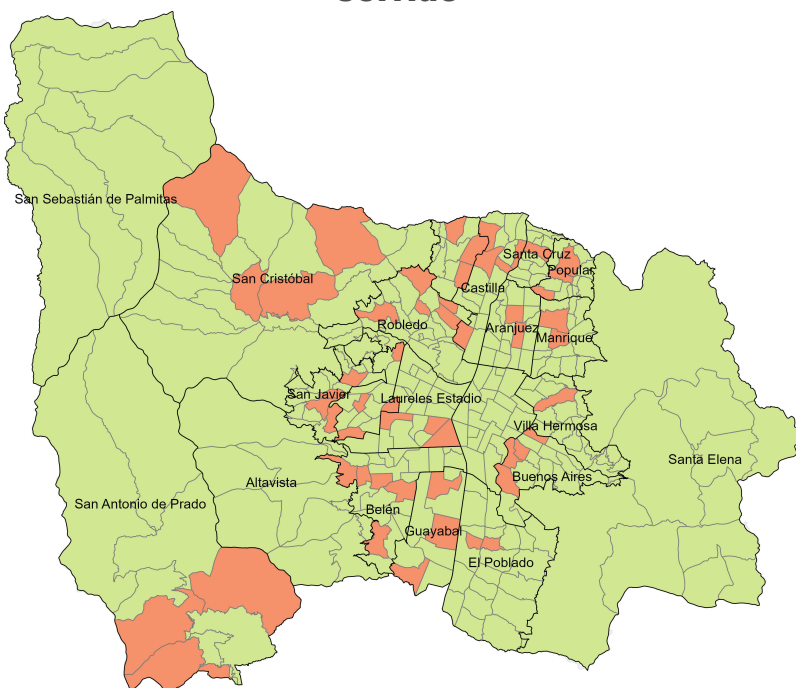 San Sebastián de Palmitas
San Cristóbal
Santa Cruz
Popular
Castilla
Robledo
Aranjuez
Manrique
San Javier
Laureles Estadio
Villa Hermosa
Santa Elena
Altavista
Buenos Aires
San Antonio de Prado
Belén
Guayabal
El Poblado